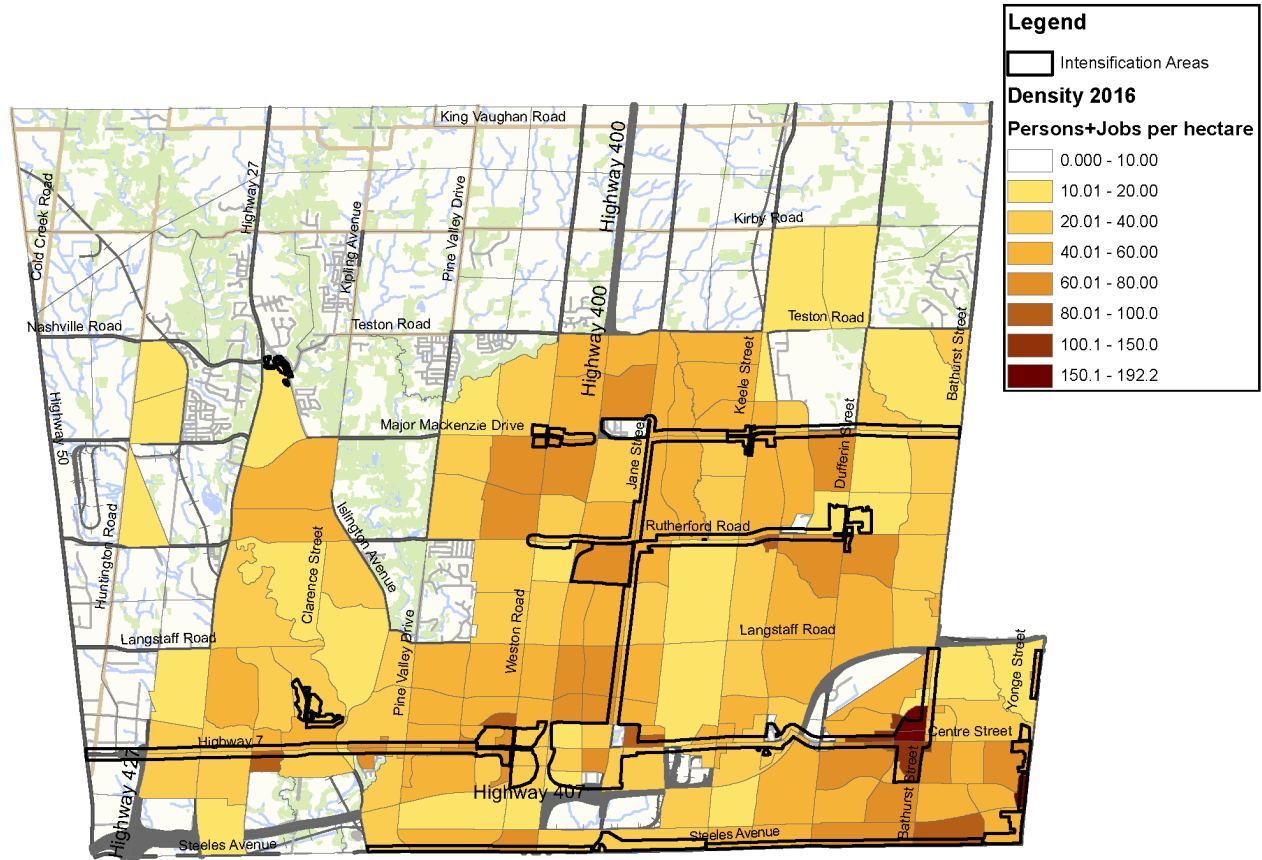 Legend
Intensification Areas
Density 2016
Persons+Jobs per hectare
0.000 - 10.00
10.01 - 20.00
20.01 - 40.00
40.01 - 60.00
60.01 - 80.00
80.01 - 100.0
100.1 - 150.0
150.1 - 192.2
King Vaughan Road
Highway 400
Highway 27
Cold Creek Road
Kipling Avenue
Pine Valley Drive
Kirby Road
Nashville Road
Teston Road
Highway 400
Teston Road
Keele Street
Bathurst Street
Highway 50
Major Mackenzie Drive
Jane Street
Dufferin Street
Huntington Road
Islington Avenue
Rutherford Road
Clarence Street
Langstaff Road
Pine Valley Drive
Weston Road
Langstaff Road
Yonge Street
Highway 7
Centre Street
Highway 427
Highway 407
Bathurst Street
Steeles Avenue
Steeles Avenue